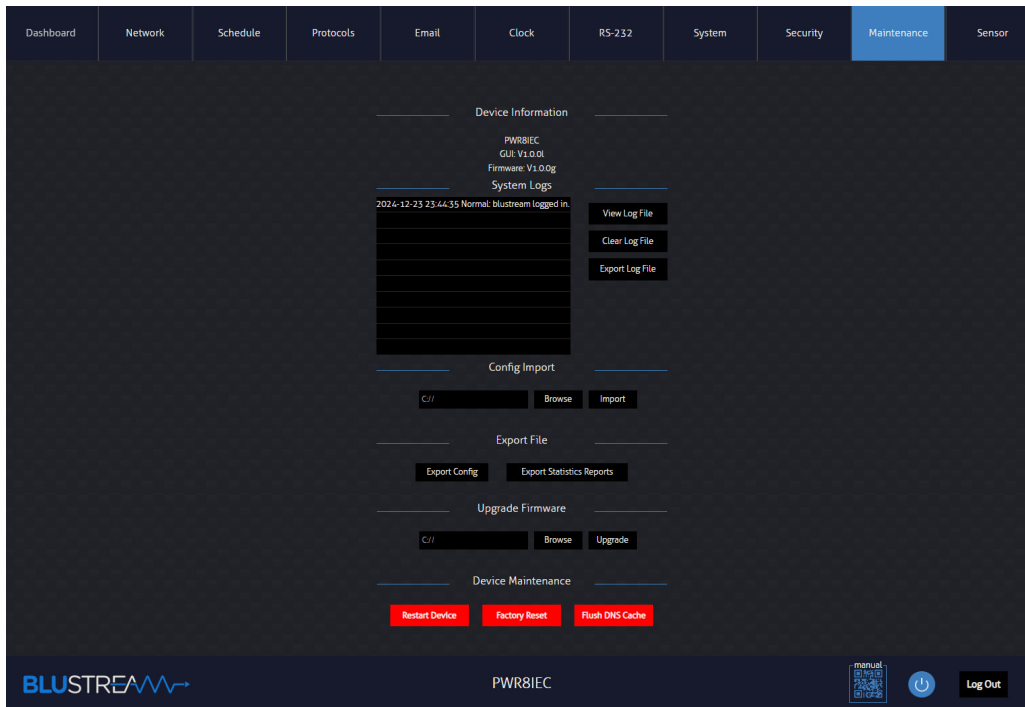 Dashboard Network Schedule Protocols Email Clock RS-232 System Security Maintenance Sensor
Device Information
PWR8IEC
GUI: V1.0.0l
Firmware: V1.0.0g
System Logs
2024-12-23 23:44:35 Normal: blustream logged in.
View Log File
Clear Log File
Export Log File
Config Import
C:// Browse Import
Export File
Export Config Export Statistics Reports
Upgrade Firmware
C:// Browse Upgrade
Device Maintenance
Restart Device Factory Reset Flush DNS Cache
manual
BLUSTREAM PWR8IEC Log Out